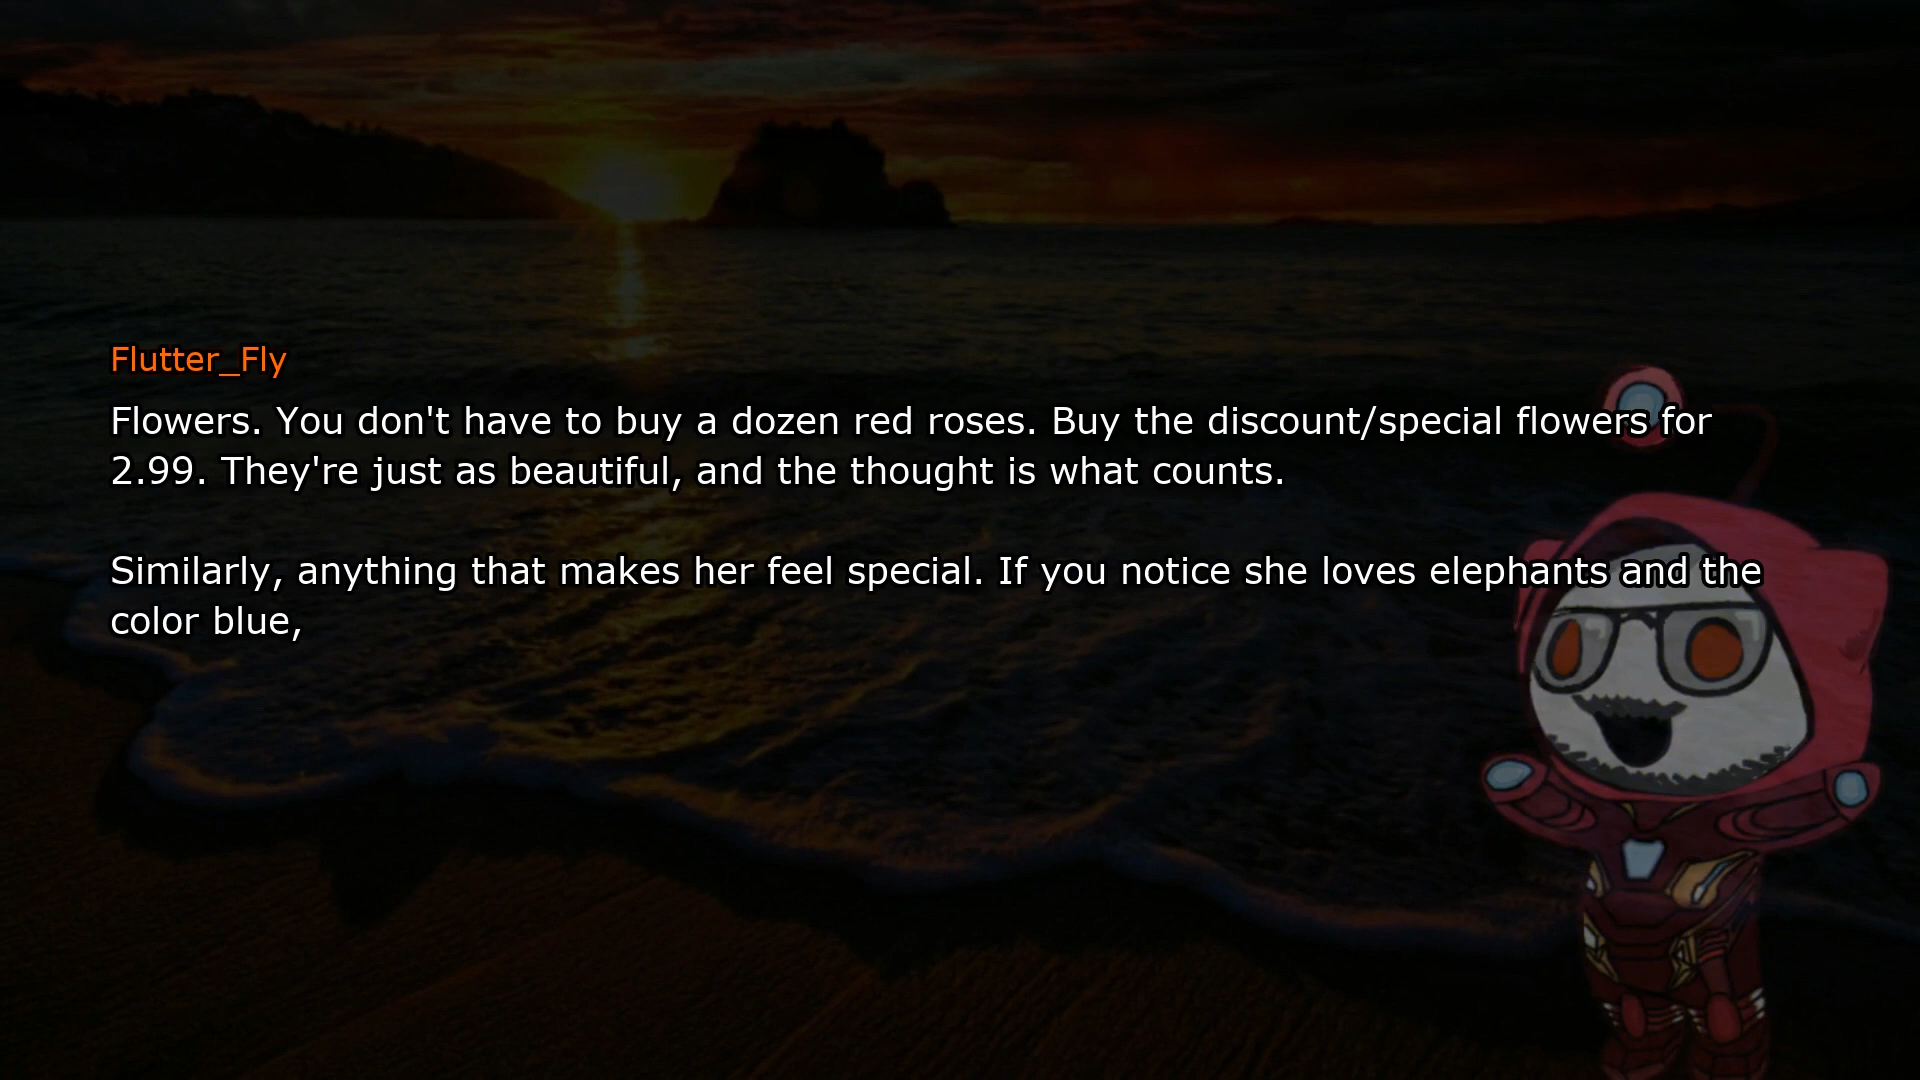 Flutter_Fly
Flowers. You don't have to buy a dozen red roses. Buy the discount/special flowers for
2.99. They're just as beautiful, and the thought is what counts.
Similarly, anything that makes her feel special. If you notice she loves elephants and the
color blue,